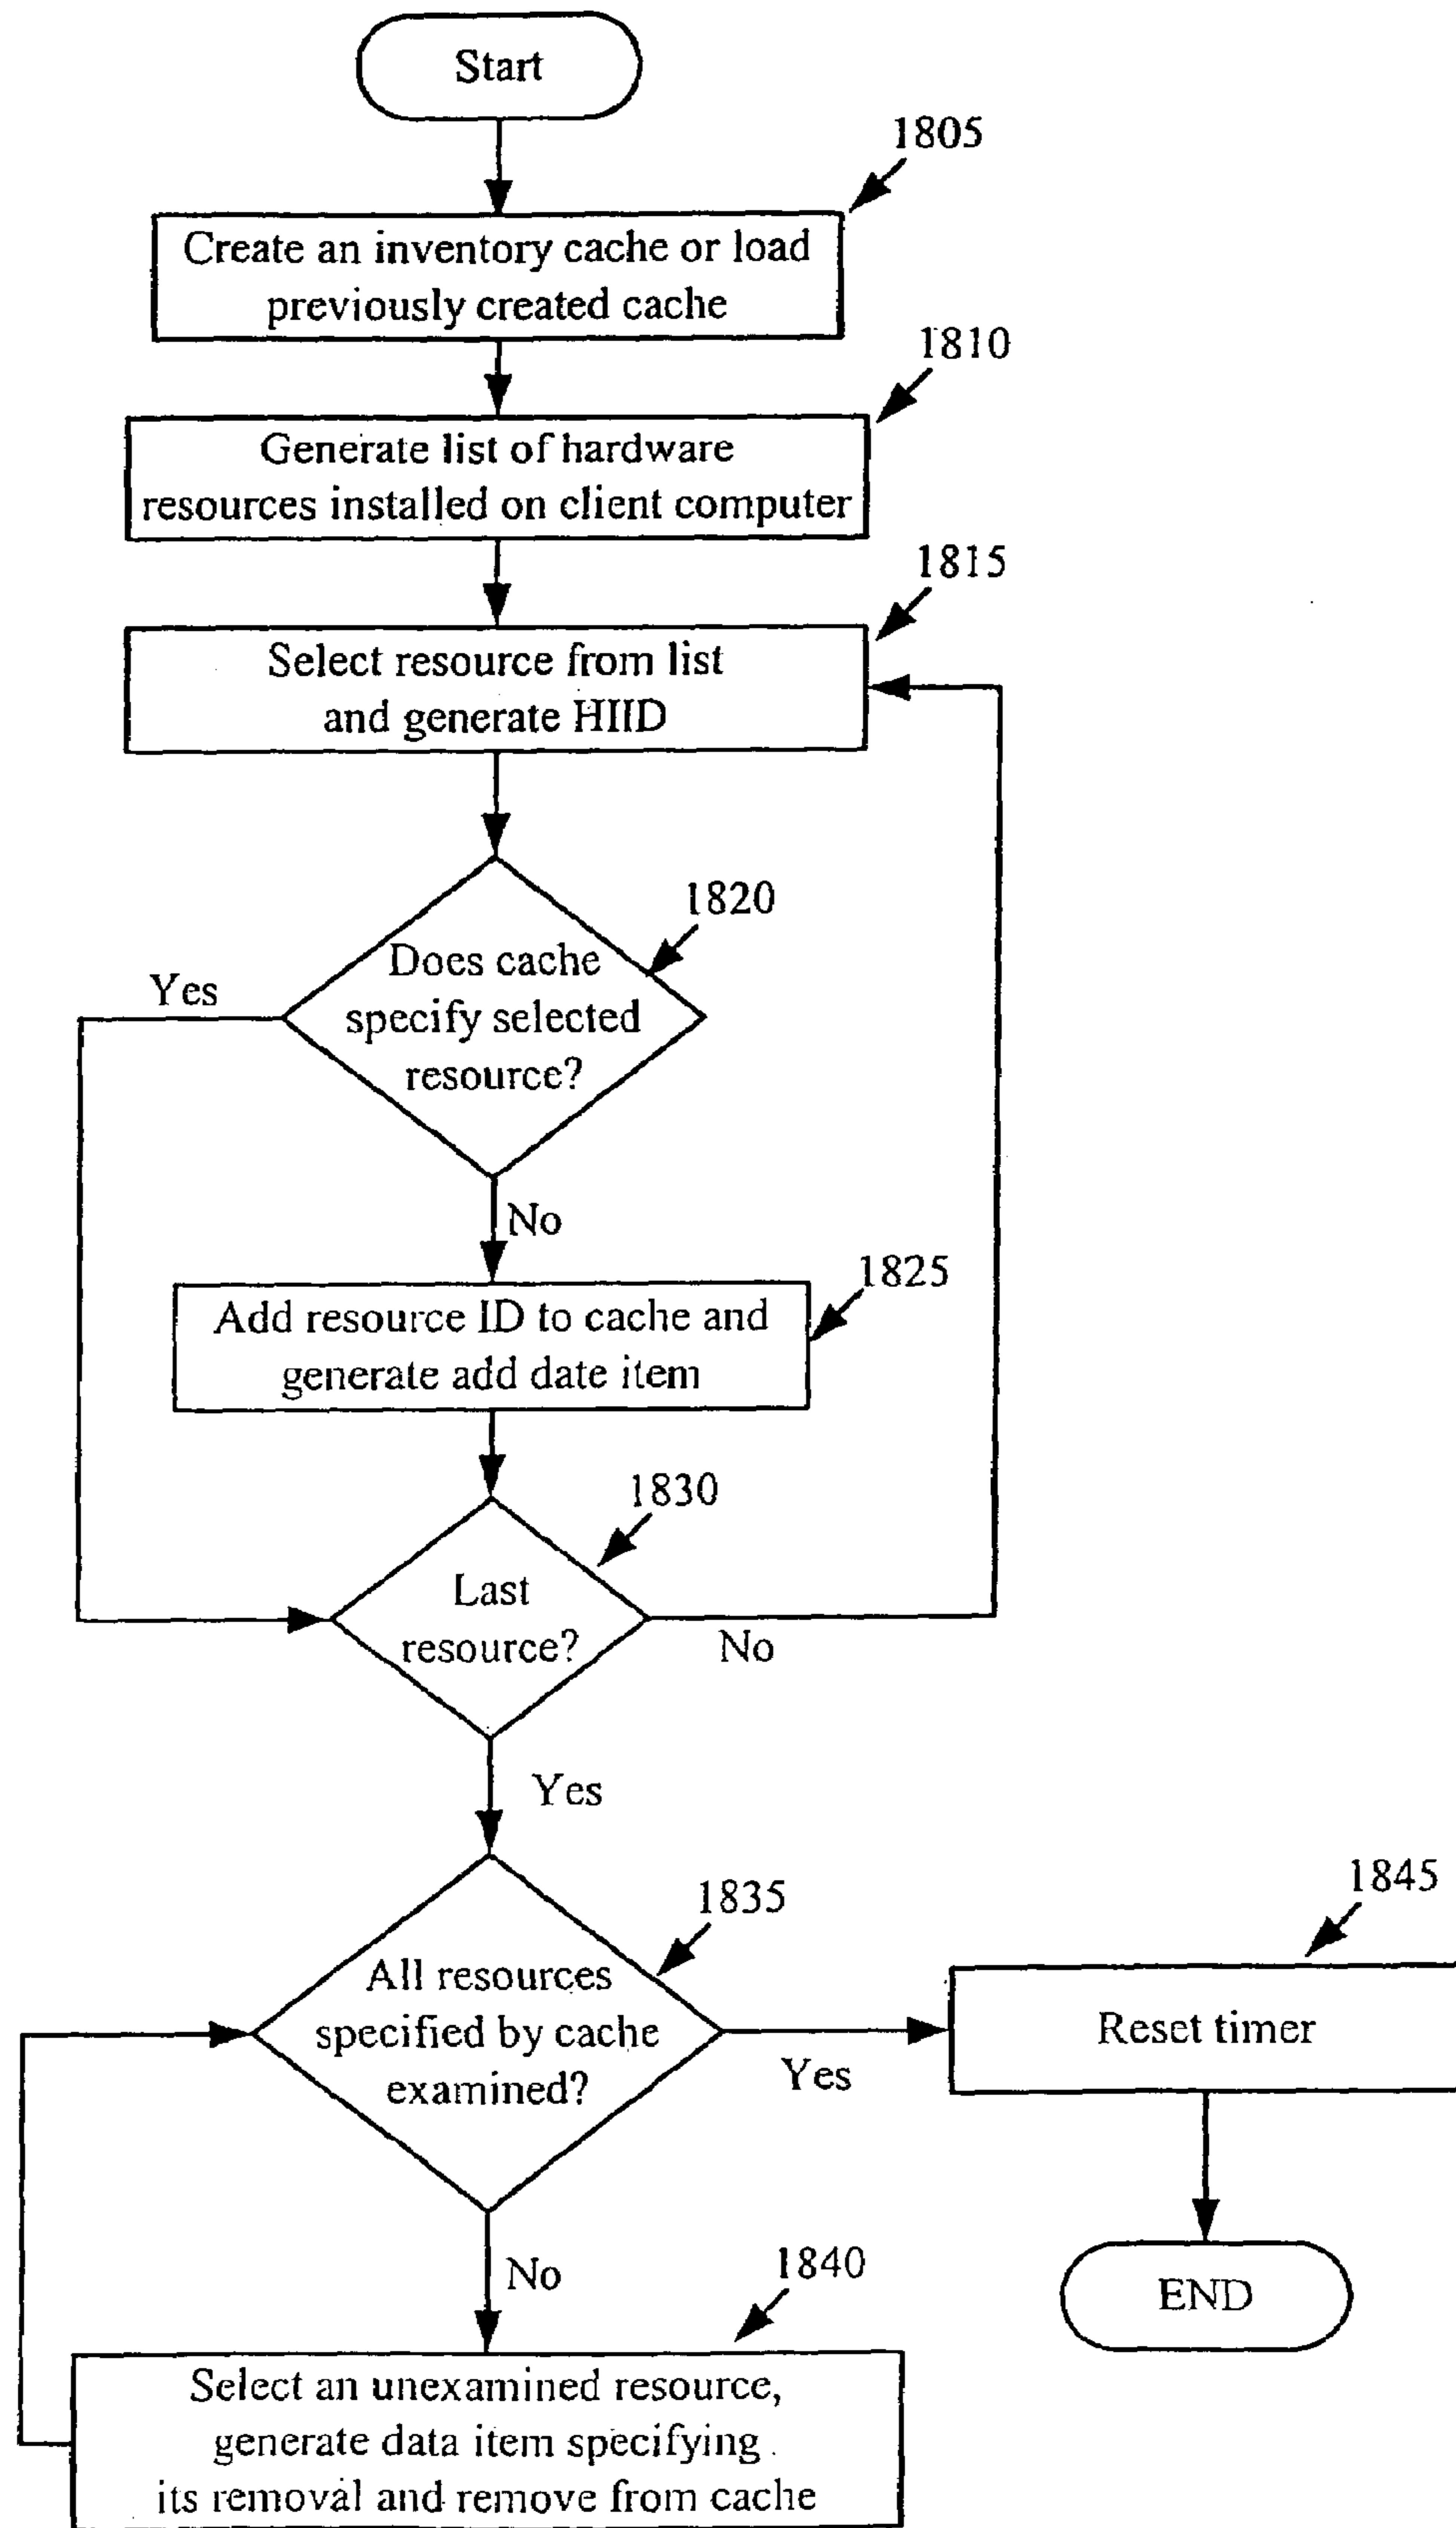 Start
1805
Create an inventory cache or load
previously created cache
1810
Generate list of hardware
resources installed on client computer
1815
Select resource from list
and generate HIID
1820
Does cache
specify selected
resource?
Yes
No
1825
Add resource ID to cache and
generate add date item
1830
Last
resource?
No
Yes
1835
All resources
specified by cache
examined?
Yes
1845
Reset timer
No
END
1840
Select an unexamined resource,
generate data item specifying
its removal and remove from cache